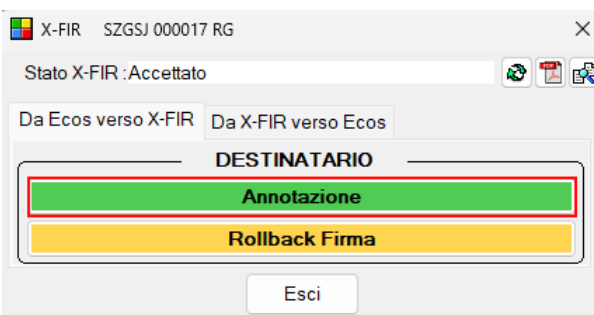 X-FIR SZGSJ 000017 RG
Stato X-FIR :Accettato
Da Ecos verso X-FIR Da X-FIR verso Ecos
DESTINATARIO
Annotazione
Rollback Firma
Esci